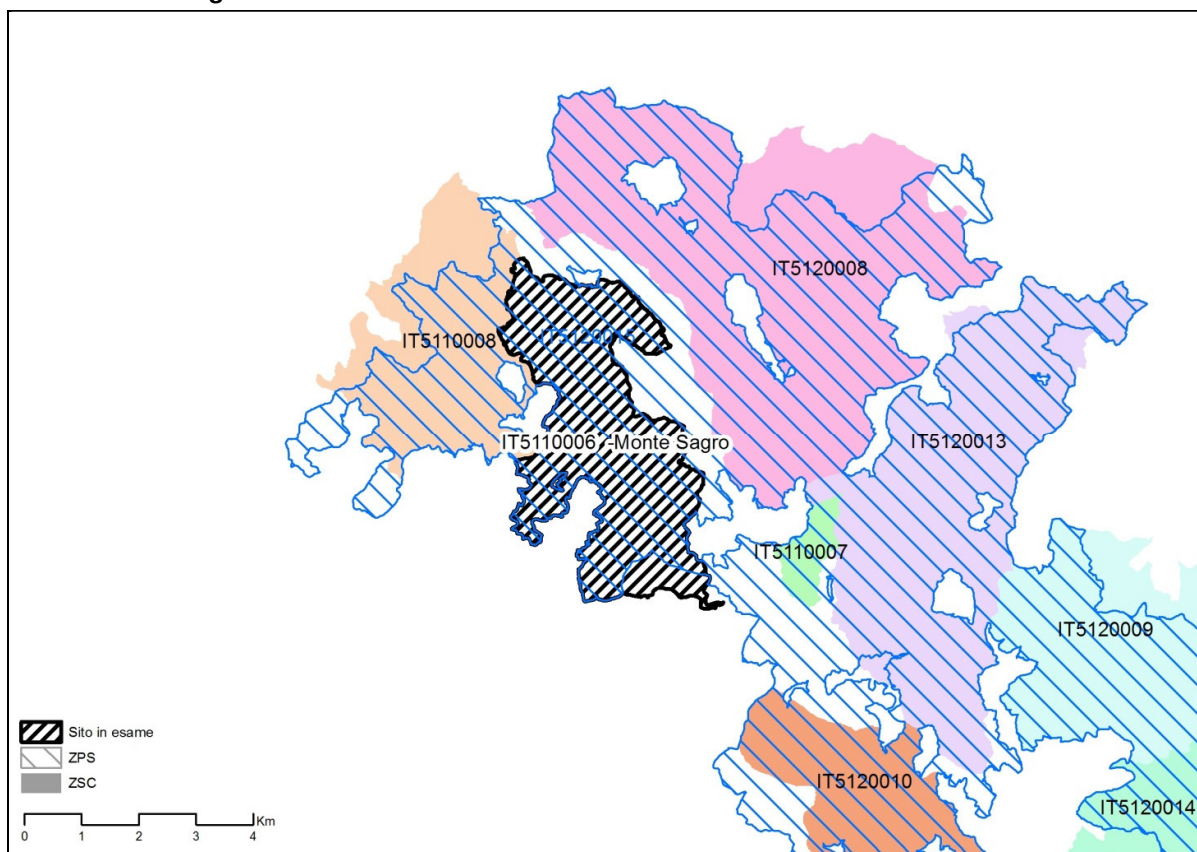 IT5120008
IT5110008
IT5120015
IT5110006 -Monte Sagro
IT5120013
IT5110007
IT5120009
IT5120010
IT5120014
Sito in esame
ZPS
ZSC
Km
0 1 2 3 4